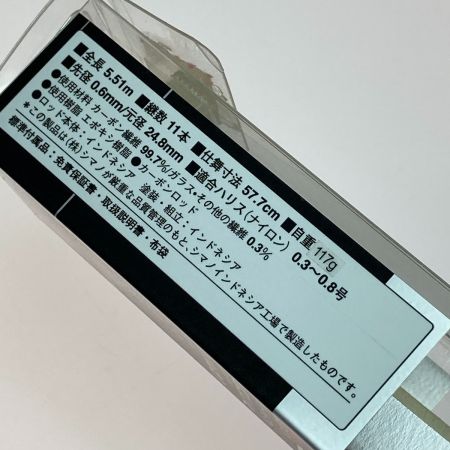 ■全長 5.51m ■継数 11本 ■仕舞寸法 57.7cm ■自重 117g
■先径 0.6mm/元径 24.8mm ■適合ハリス(ナイロン) 0.3〜0.8号
●使用材料 カーボン繊維 99.7%/ガラス・その他の繊維 0.3%
●使用樹脂 エポキシ樹脂 ●カーボンロッド
●ロッド本体:インドネシア 塗装・組立:インドネシア
*この製品は(株)シマノが厳重な品質管理のもと、シマノインドネシア工場で製造したものです。
標準付属品:免責保証書・取扱説明書・布袋